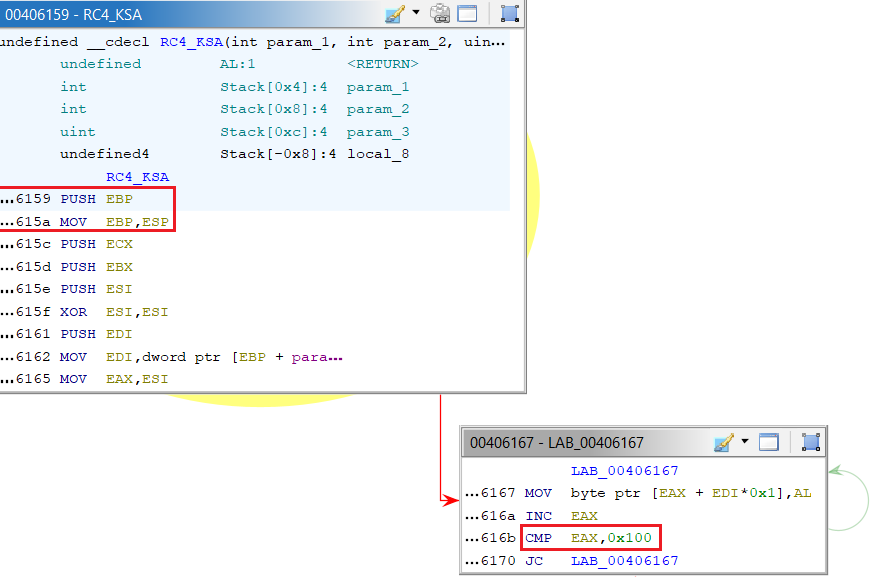 00406159 - RC4_KSA
undefined __cdecl RC4_KSA(int param_1, int param_2, uin...
undefined AL:1 <RETURN>
int Stack[0x4]:4 param_1
int Stack[0x8]:4 param_2
uint Stack[0xc]:4 param_3
undefined4 Stack[-0x8]:4 local_8
RC4_KSA
...6159 PUSH EBP
...615a MOV EBP,ESP
...615c PUSH ECX
...615d PUSH EBX
...615e PUSH ESI
...615f XOR ESI,ESI
...6161 PUSH EDI
...6162 MOV EDI,dword ptr [EBP + para...
...6165 MOV EAX,ESI
00406167 - LAB_00406167
LAB_00406167
...6167 MOV byte ptr [EAX + EDI*0x1],AL
...616a INC EAX
...616b CMP EAX,0x100
...6170 JC LAB_00406167